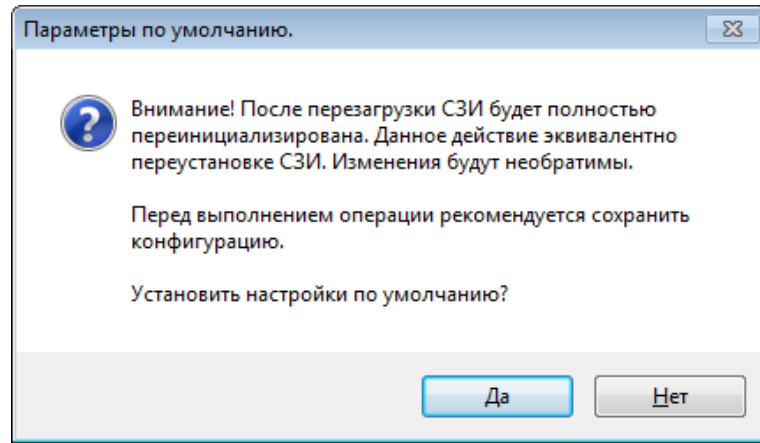 Параметры по умолчанию.
Внимание! После перезагрузки СЗИ будет полностью
переинициализирована. Данное действие эквивалентно
переустановке СЗИ. Изменения будут необратимы.
Перед выполнением операции рекомендуется сохранить
конфигурацию.
Установить настройки по умолчанию?
Да Нет